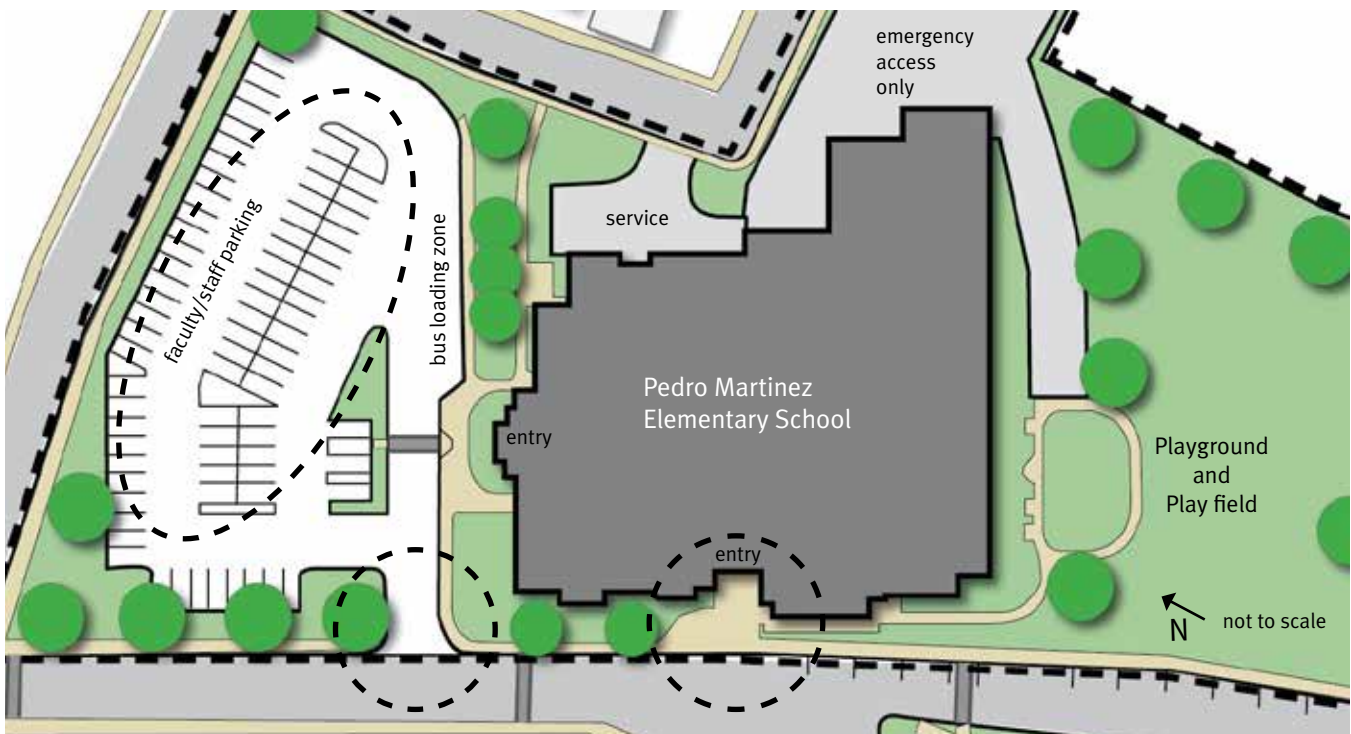 emergency
access
only
faculty/staff parking
bus loading zone
service
Pedro Martinez
Elementary School
entry
Playground
and
Play field
entry
N
not to scale